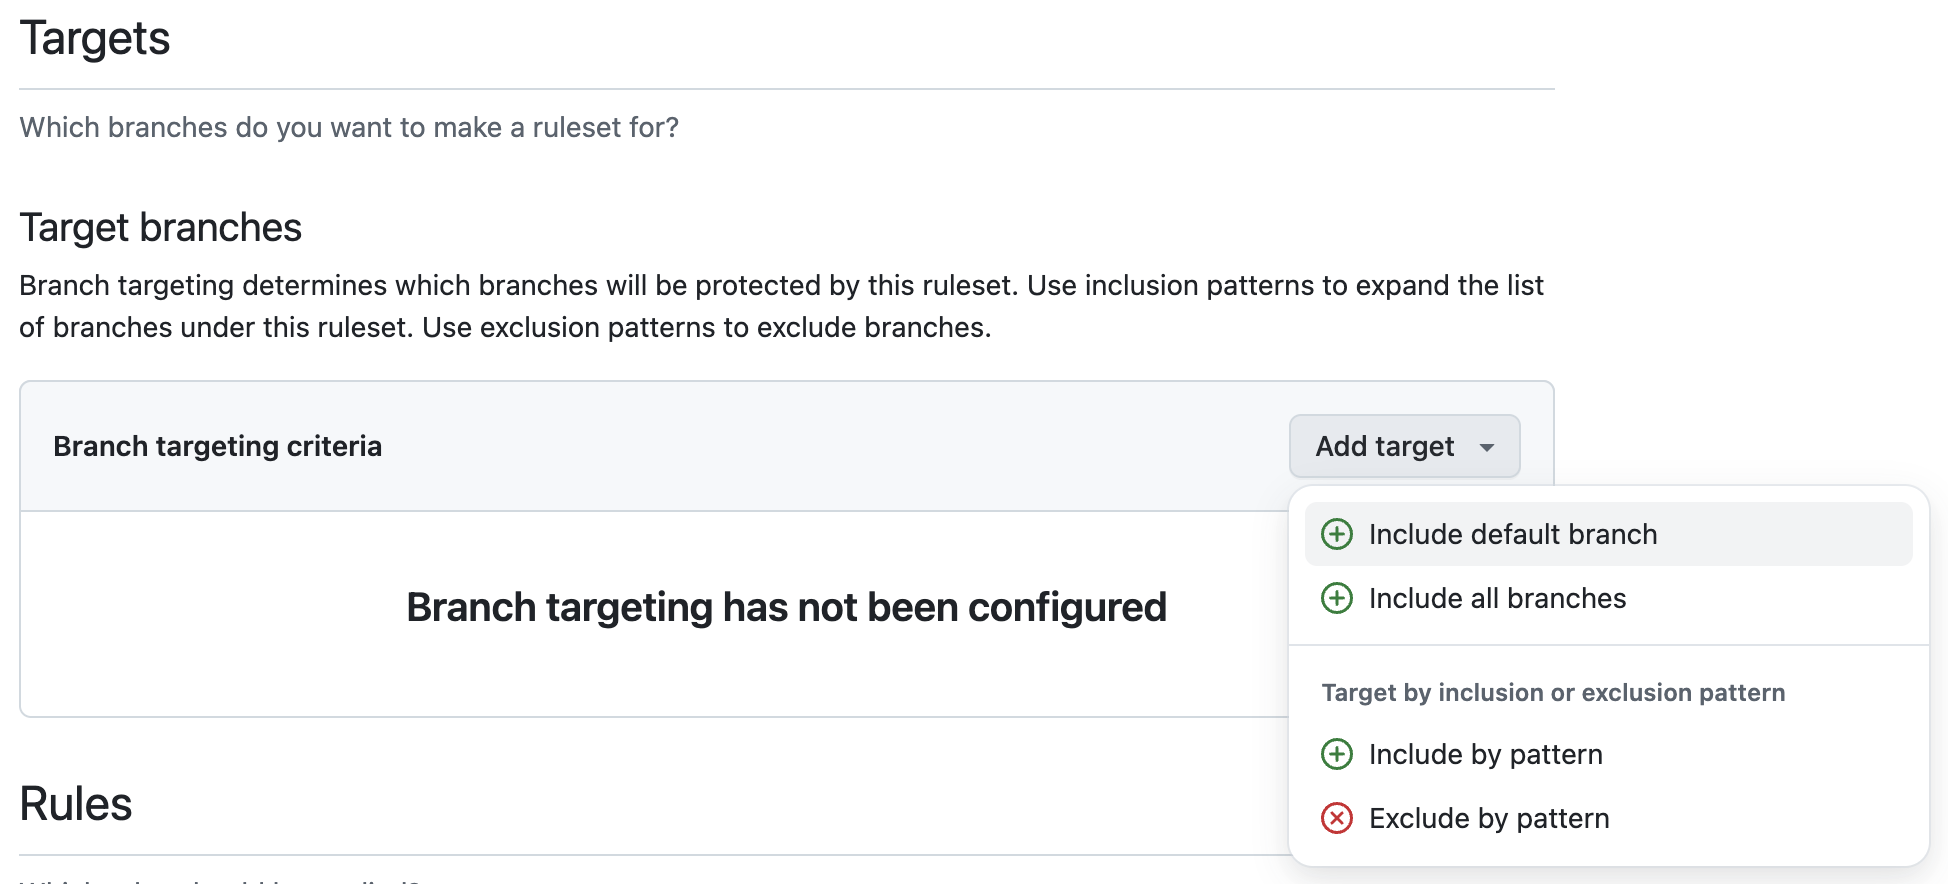 Targets
Which branches do you want to make a ruleset for?
Target branches
Branch targeting determines which branches will be protected by this ruleset. Use inclusion patterns to expand the list
of branches under this ruleset. Use exclusion patterns to exclude branches.
Branch targeting criteria
Add target
Include default branch
Include all branches
Target by inclusion or exclusion pattern
Include by pattern
Exclude by pattern
Branch targeting has not been configured
Rules